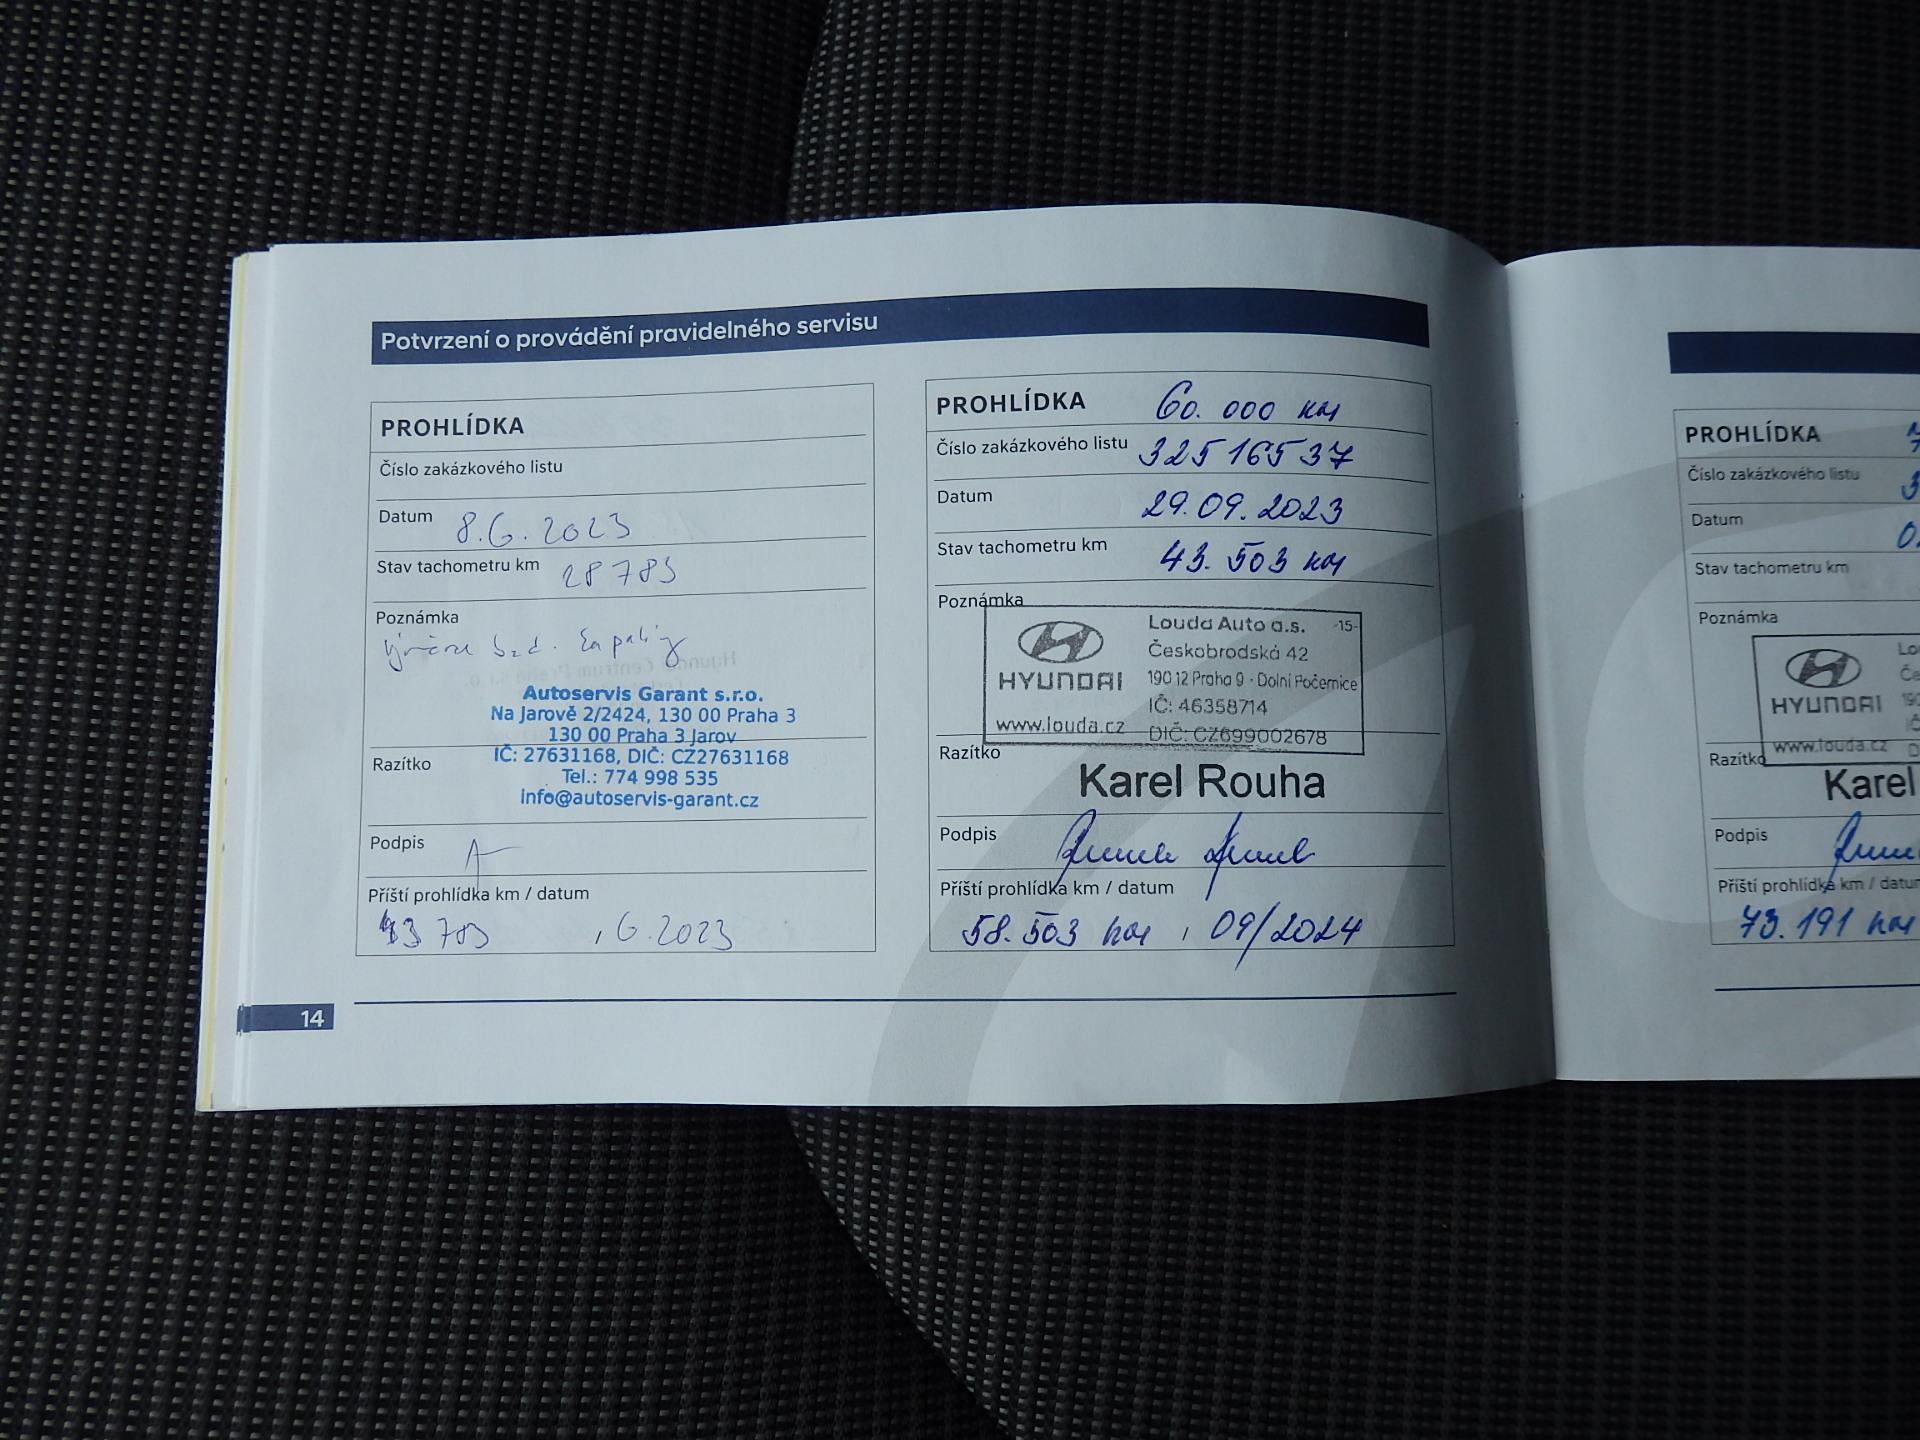 Potvrzení o provádění pravidelného servisu
PROHLÍDKA
Číslo zakázkového listu
Datum 8.6.2023
Stav tachometru km 28783
Poznámka
Autoservis Garant s.r.o.
Na Jarově 2/2424, 130 00 Praha 3
130 00 Praha 3 Jarov
IČ: 27631168, DIČ: CZ27631168
Razítko
Tel.: 774 998 535
info@autoservis-garant.cz
Podpis
Příští prohlídka km / datum
43 783 , 6.2023
14
PROHLÍDKA 60.000 km
Číslo zakázkového listu 32516537
Datum 29.09.2023
Stav tachometru km 43.503 km
Poznámka
Louda Auto a.s. -15-
Českobrodská 42
HYUNDAI 190 12 Praha 9 - Dolní Počernice
IČ: 46358714
www.louda.cz DIČ: CZ699002678
Razítko
Karel Rouha
Podpis
Příští prohlídka km / datum
58.503 km , 09/2024
PROHLÍDKA
Číslo zakázkového listu
Datum
Stav tachometru km
Poznámka
HYUNDAI
www.louda.cz
Razítko
Karel
Podpis
Příští prohlídka km / datum
73.191 km